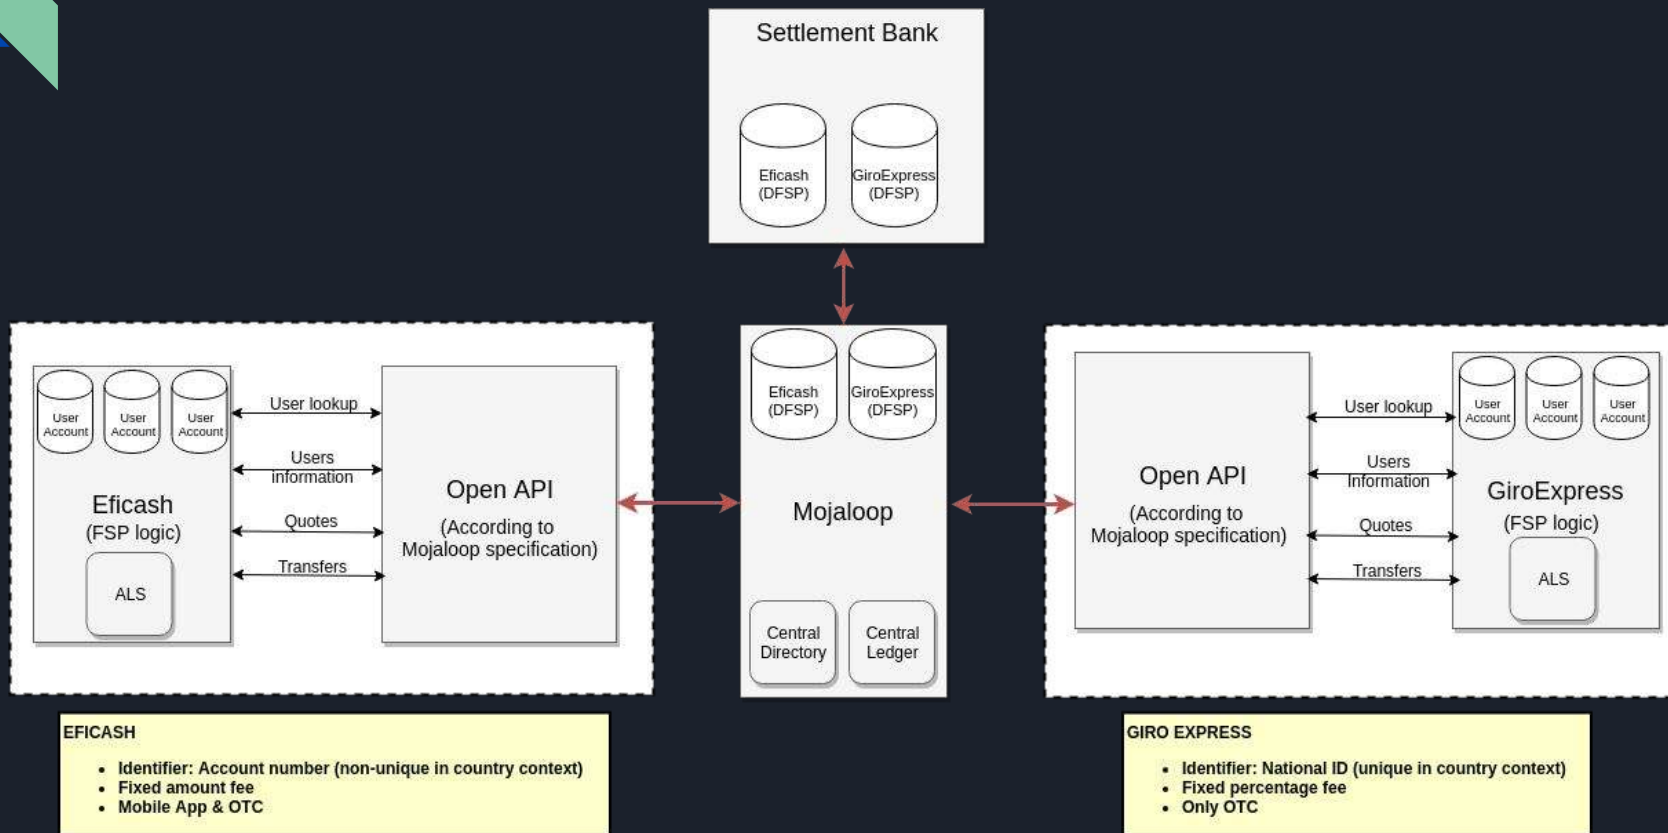 Settlement Bank
Eficash
(DFSP)
GiroExpress
(DFSP)
User
Account
User
Account
User
Account
Eficash
(FSP logic)
ALS
User lookup
Users
information
Quotes
Transfers
Open API
(According to
Mojaloop specification)
Eficash
(DFSP)
GiroExpress
(DFSP)
Mojaloop
Central
Directory
Central
Ledger
Open API
(According to
Mojaloop specification)
User lookup
Users
Information
Quotes
Transfers
User
Account
User
Account
User
Account
GiroExpress
(FSP logic)
ALS
EFICASH
• Identifier: Account number (non-unique in country context)
• Fixed amount fee
• Mobile App & OTC
GIRO EXPRESS
• Identifier: National ID (unique in country context)
• Fixed percentage fee
• Only OTC